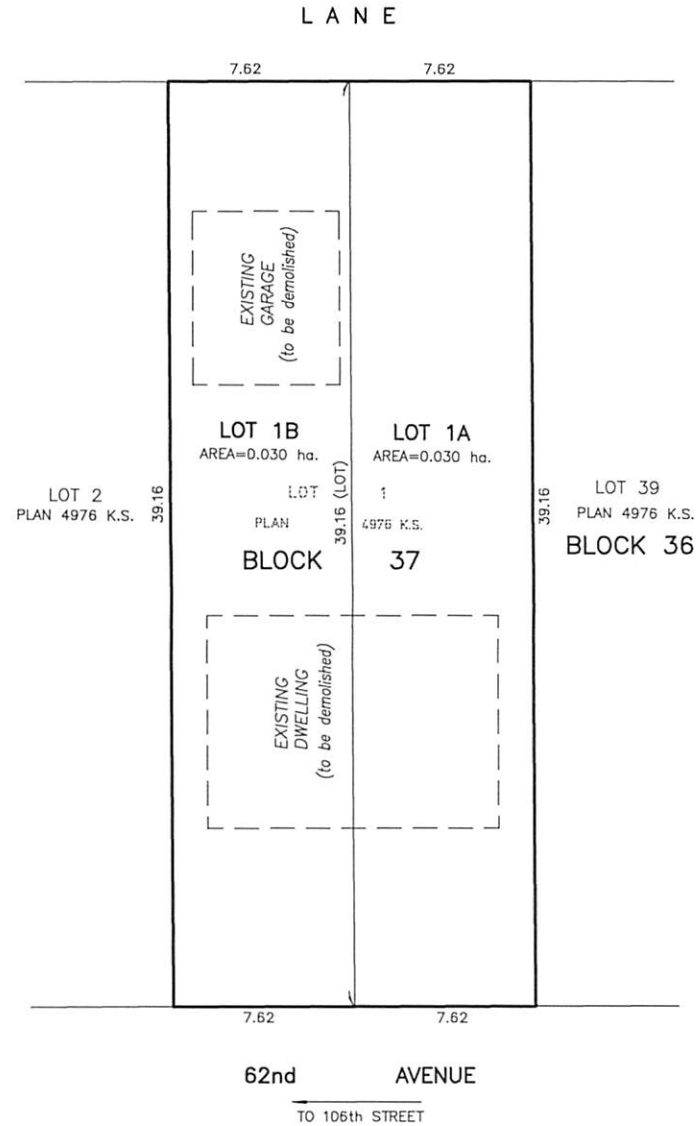 LANE
7.62 7.62
EXISTING
GARAGE
(to be demolished)
LOT 1B
AREA=0.030 ha.
LOT 1A
AREA=0.030 ha.
LOT 2
PLAN 4976 K.S.
39.16
LOT 1
PLAN 4976 K.S.
39.16 (LOT)
BLOCK 37
39.16
LOT 39
PLAN 4976 K.S.
BLOCK 36
EXISTING
DWELLING
(to be demolished)
7.62 7.62
62nd AVENUE
TO 106th STREET